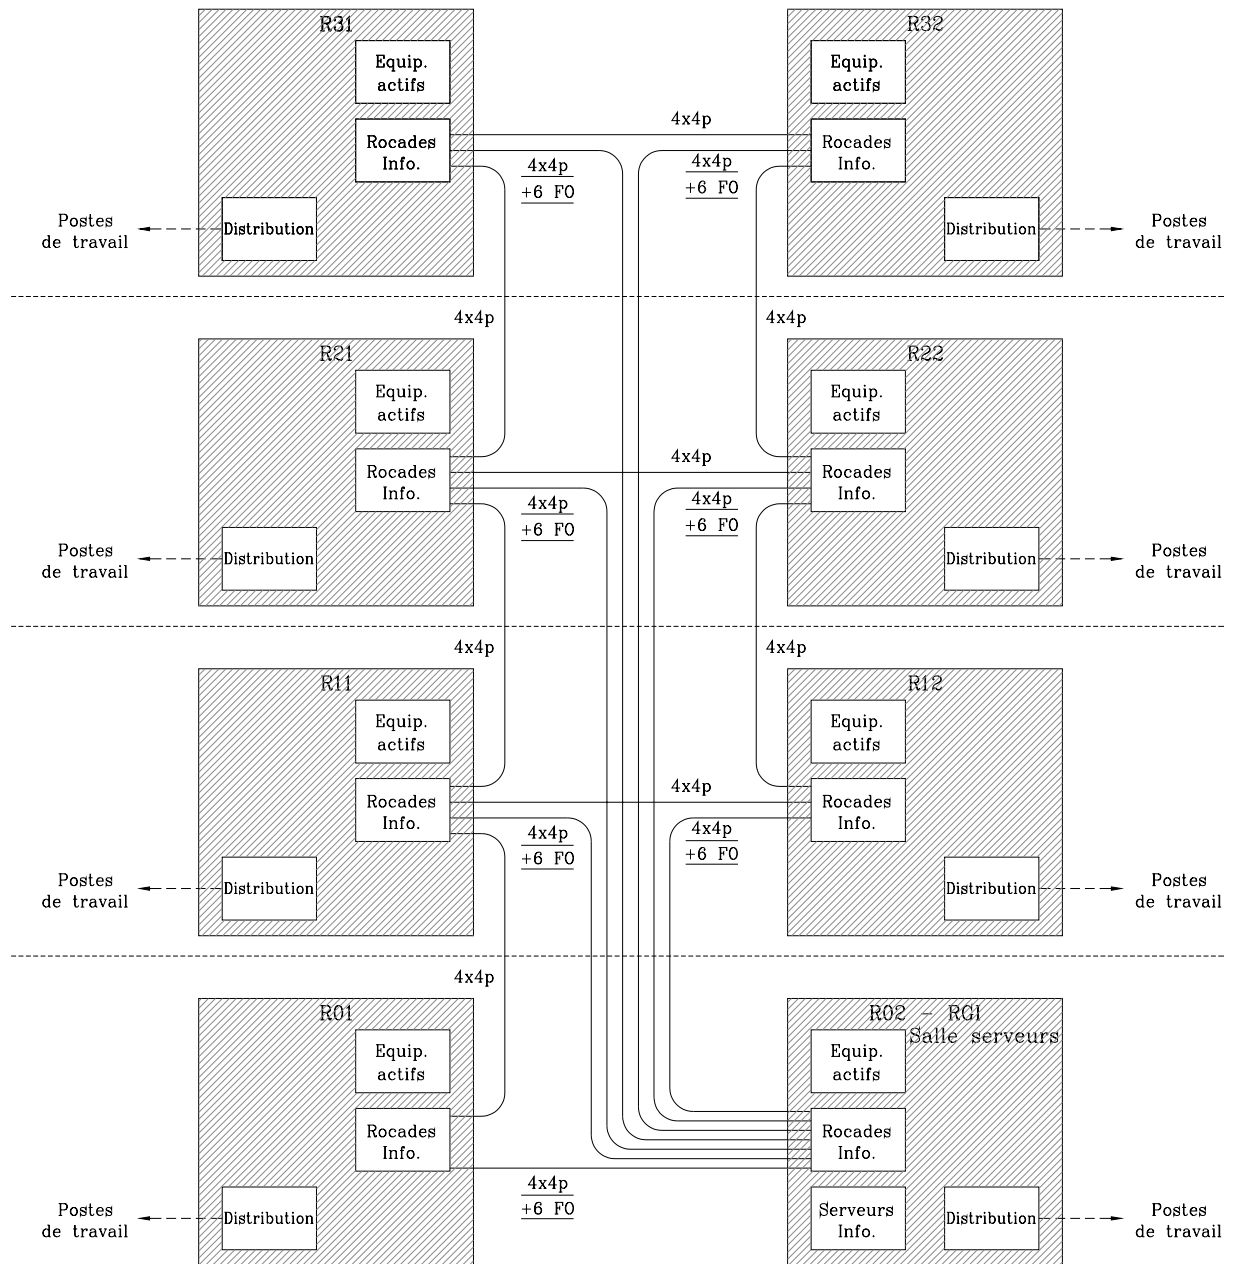 R31
R32
Equip.
actifs
Equip.
actifs
4x4p
Rocades
Info.
4x4p
+6 FO
4x4p
+6 FO
Rocades
Info.
Postes
de travail
Distribution
Distribution
Postes
de travail
4x4p
4x4p
R21
R22
Equip.
actifs
Equip.
actifs
4x4p
Rocades
Info.
4x4p
+6 FO
4x4p
+6 FO
Rocades
Info.
Postes
de travail
Distribution
Distribution
Postes
de travail
4x4p
4x4p
R11
R12
Equip.
actifs
Equip.
actifs
4x4p
Rocades
Info.
4x4p
+6 FO
4x4p
+6 FO
Rocades
Info.
Postes
de travail
Distribution
Distribution
Postes
de travail
4x4p
R01
R02 - RGI
Salle serveurs
Equip.
actifs
Equip.
actifs
Rocades
Info.
Rocades
Info.
4x4p
+6 FO
Postes
de travail
Distribution
Serveurs
Info.
Distribution
Postes
de travail